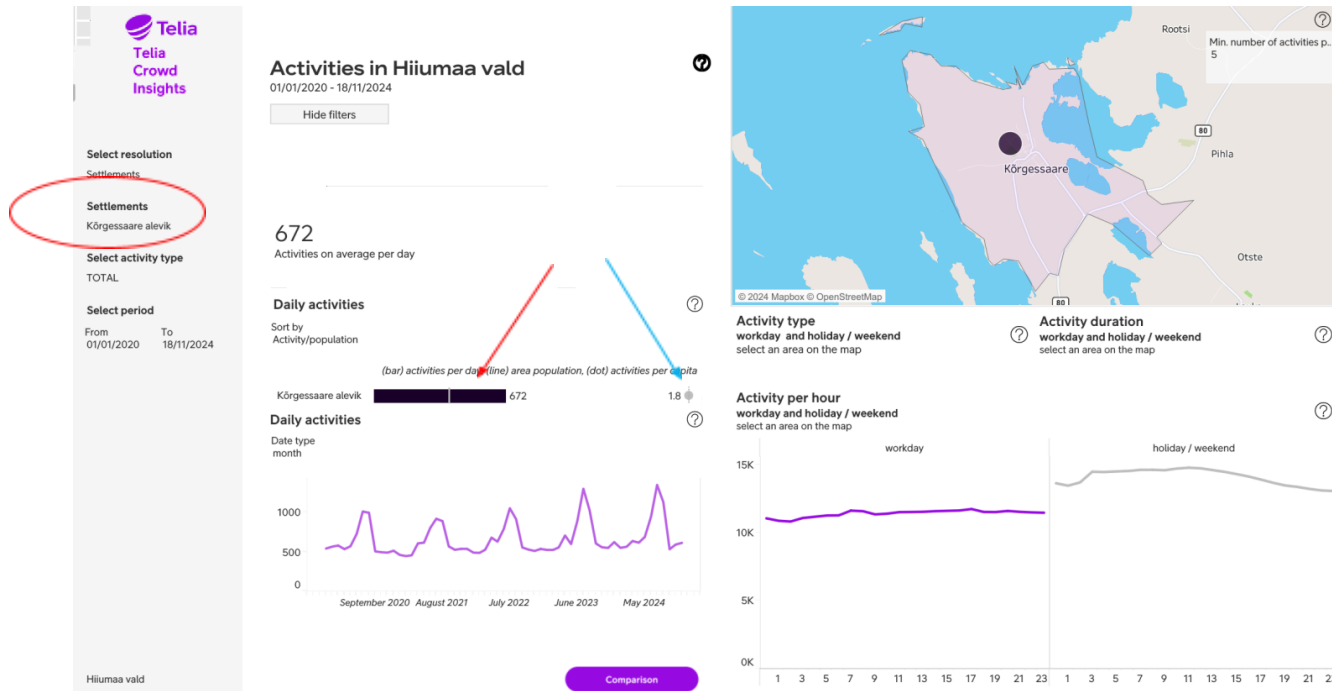 Telia
Telia
Crowd
Insights
Select resolution
Settlements
Settlements
Kõrgessaare alevik
Select activity type
TOTAL
Select period
From To
01/01/2020 18/11/2024
Hiiumaa vald
Activities in Hiiumaa vald
01/01/2020 - 18/11/2024
Hide filters
672
Activities on average per day
Daily activities
Sort by
Activity/population
(bar) activities per day (line) area population, (dot) activities per capita
Kõrgessaare alevik 672 1.8
Daily activities
Date type
month
1000
500
0
September 2020 August 2021 July 2022 June 2023 May 2024
Comparison
Rootsi
Min. number of activities p..
5
80
Pihla
Kõrgessaare
Otste
80
© 2024 Mapbox © OpenStreetMap
Activity type
workday and holiday / weekend
select an area on the map
Activity duration
workday and holiday / weekend
select an area on the map
Activity per hour
workday and holiday / weekend
select an area on the map
workday holiday / weekend
15K
10K
5K
0K
1 3 5 7 9 11 13 15 17 19 21 23 1 3 5 7 9 11 13 15 17 19 21 2